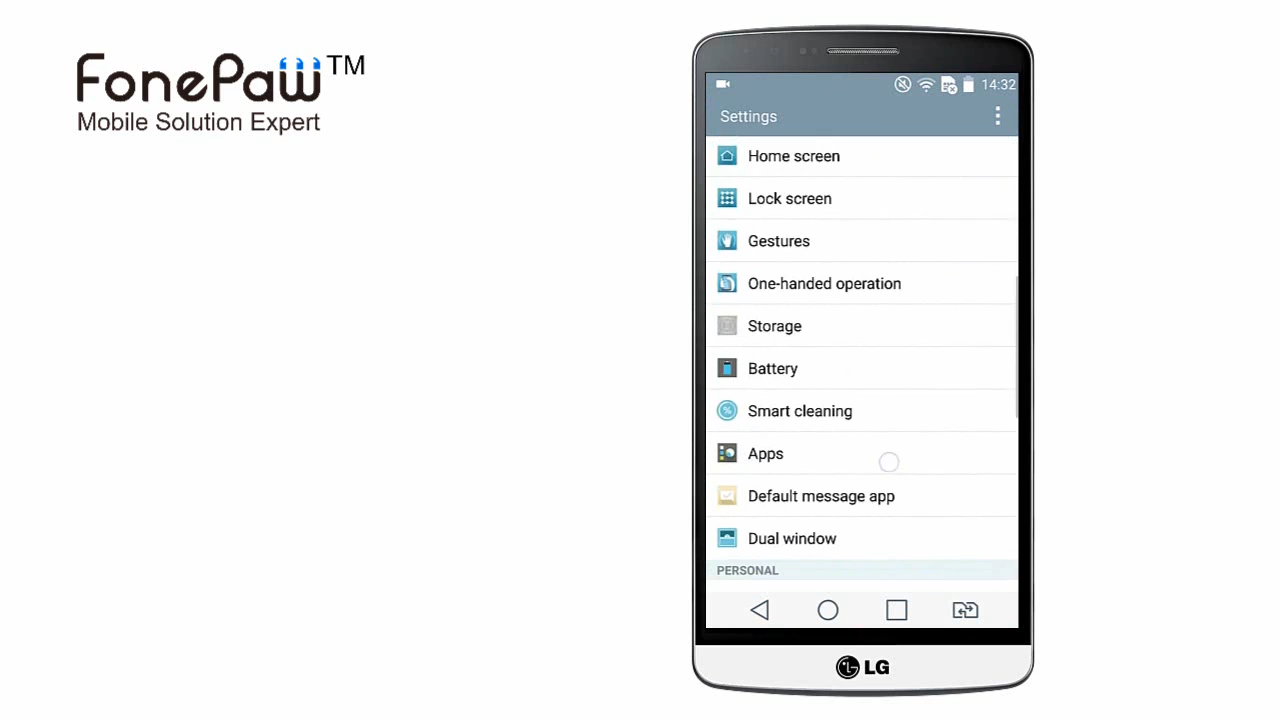 FonePaw™
Mobile Solution Expert
14:32
Settings
Home screen
Lock screen
Gestures
One-handed operation
Storage
Battery
Smart cleaning
Apps
Default message app
Dual window
PERSONAL
LG